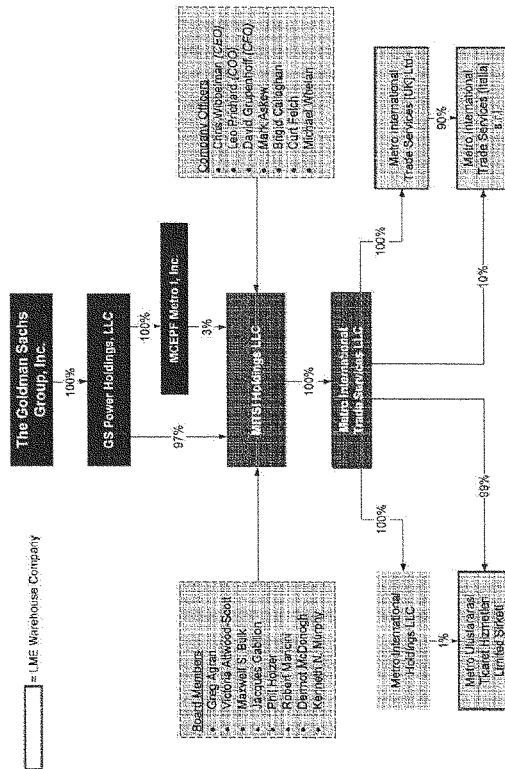 = LME Warehouse Company
The Goldman Sachs
Group, Inc.
100%
GS Power Holdings, LLC
100%
97%
MCEPF Metro I, Inc.
3%
Board Members
• Greg Agran
• Victoria Attwood-Scott
• Maxwell S. Bulk
• Jacques Gabillon
• Phil Holzer
• Robert Mancini
• Dermot McDonogh
• Kenneth N. Murphy
MITSI Holdings LLC
Company Officers
• Chris Wibbelman (CEO)
• Leo Prichard (COO)
• David Grupenhoff (CFO)
• Mark Askew
• Brigid Callaghan
• Curt Felch
• Michael Whelan
100%
Metro International
Trade Services LLC
100%
100%
Metro International
Holdings LLC
Metro International
Trade Services [UK] Ltd
1%
99%
10%
90%
Metro Uluslararasi
Ticaret Hizmetleri
Limited Sirketi
Metro International
Trade Services (Italia)
s.r.l